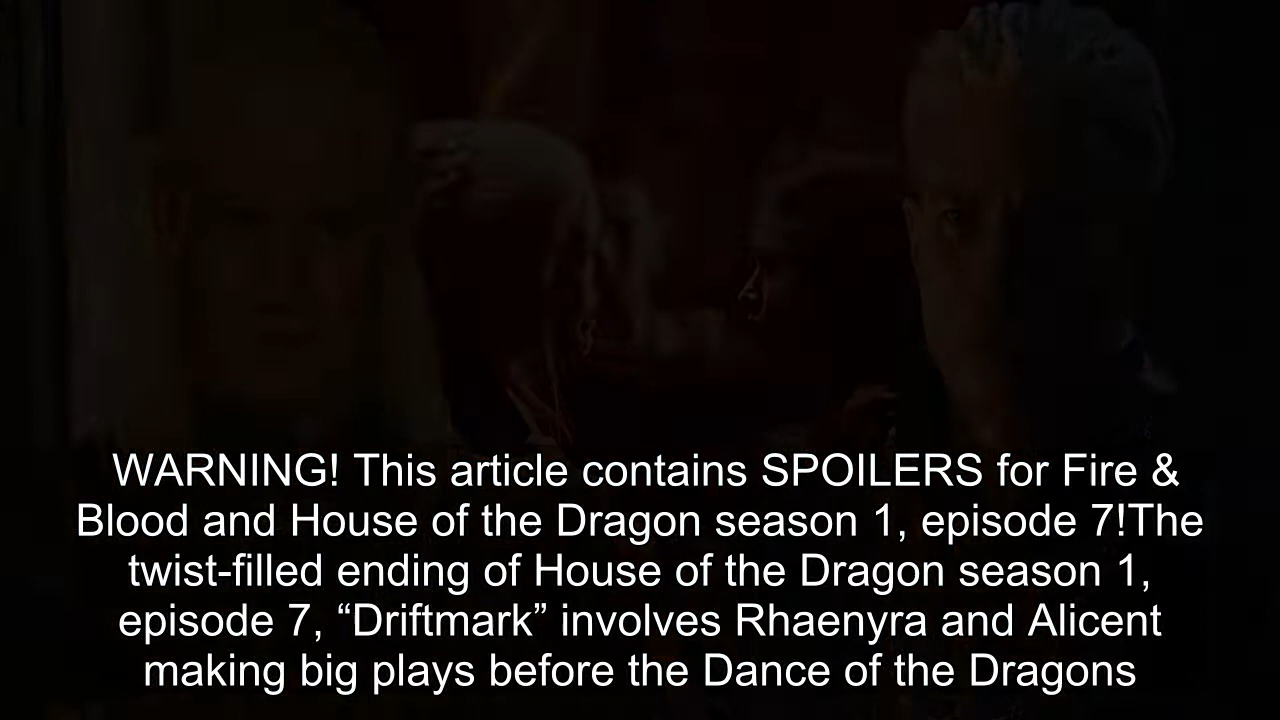 WARNING! This article contains SPOILERS for Fire &
Blood and House of the Dragon season 1, episode 7!The
twist-filled ending of House of the Dragon season 1,
episode 7, “Driftmark” involves Rhaenyra and Alicent
making big plays before the Dance of the Dragons